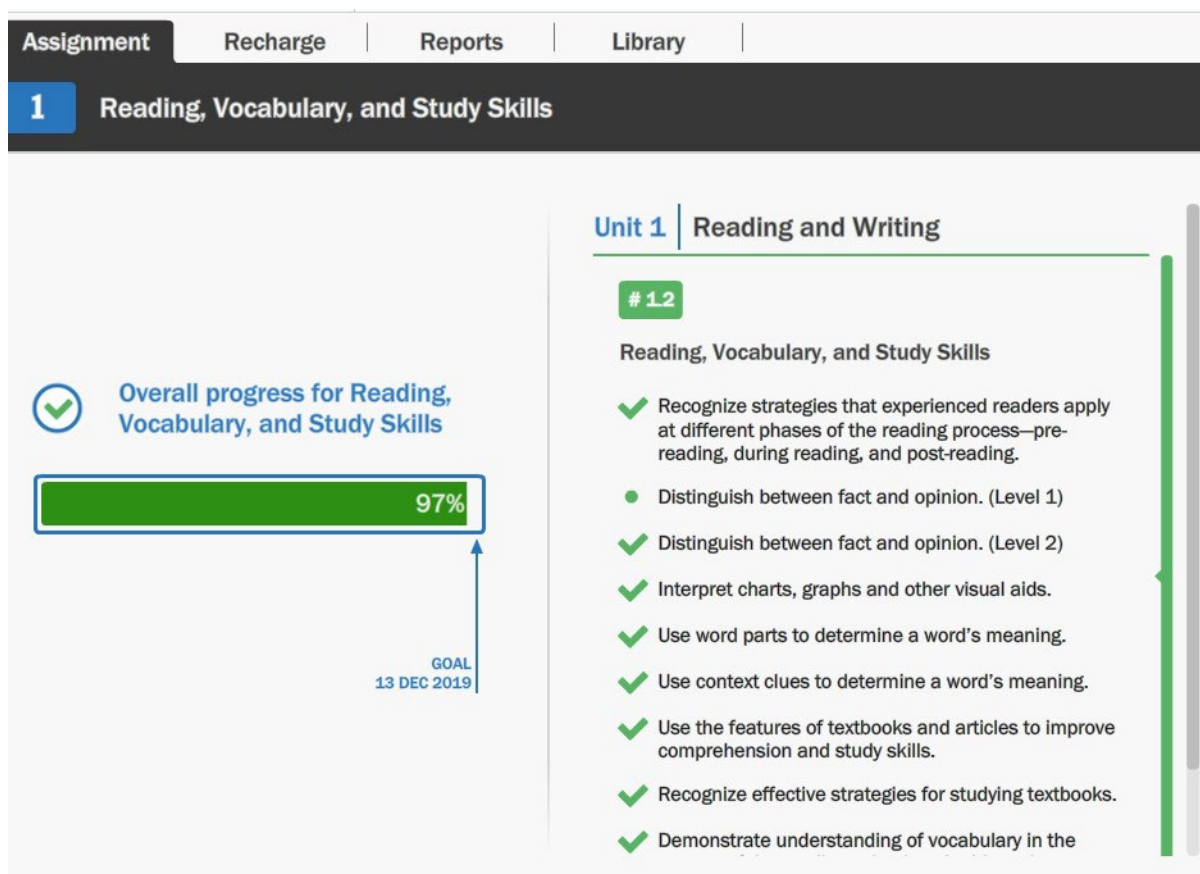 Assignment Recharge Reports Library
1 Reading, Vocabulary, and Study Skills
Overall progress for Reading,
Vocabulary, and Study Skills
97%
GOAL
13 DEC 2019
Unit 1 Reading and Writing
# 1.2
Reading, Vocabulary, and Study Skills
Recognize strategies that experienced readers apply
at different phases of the reading process—pre-
reading, during reading, and post-reading.
Distinguish between fact and opinion. (Level 1)
Distinguish between fact and opinion. (Level 2)
Interpret charts, graphs and other visual aids.
Use word parts to determine a word’s meaning.
Use context clues to determine a word’s meaning.
Use the features of textbooks and articles to improve
comprehension and study skills.
Recognize effective strategies for studying textbooks.
Demonstrate understanding of vocabulary in the